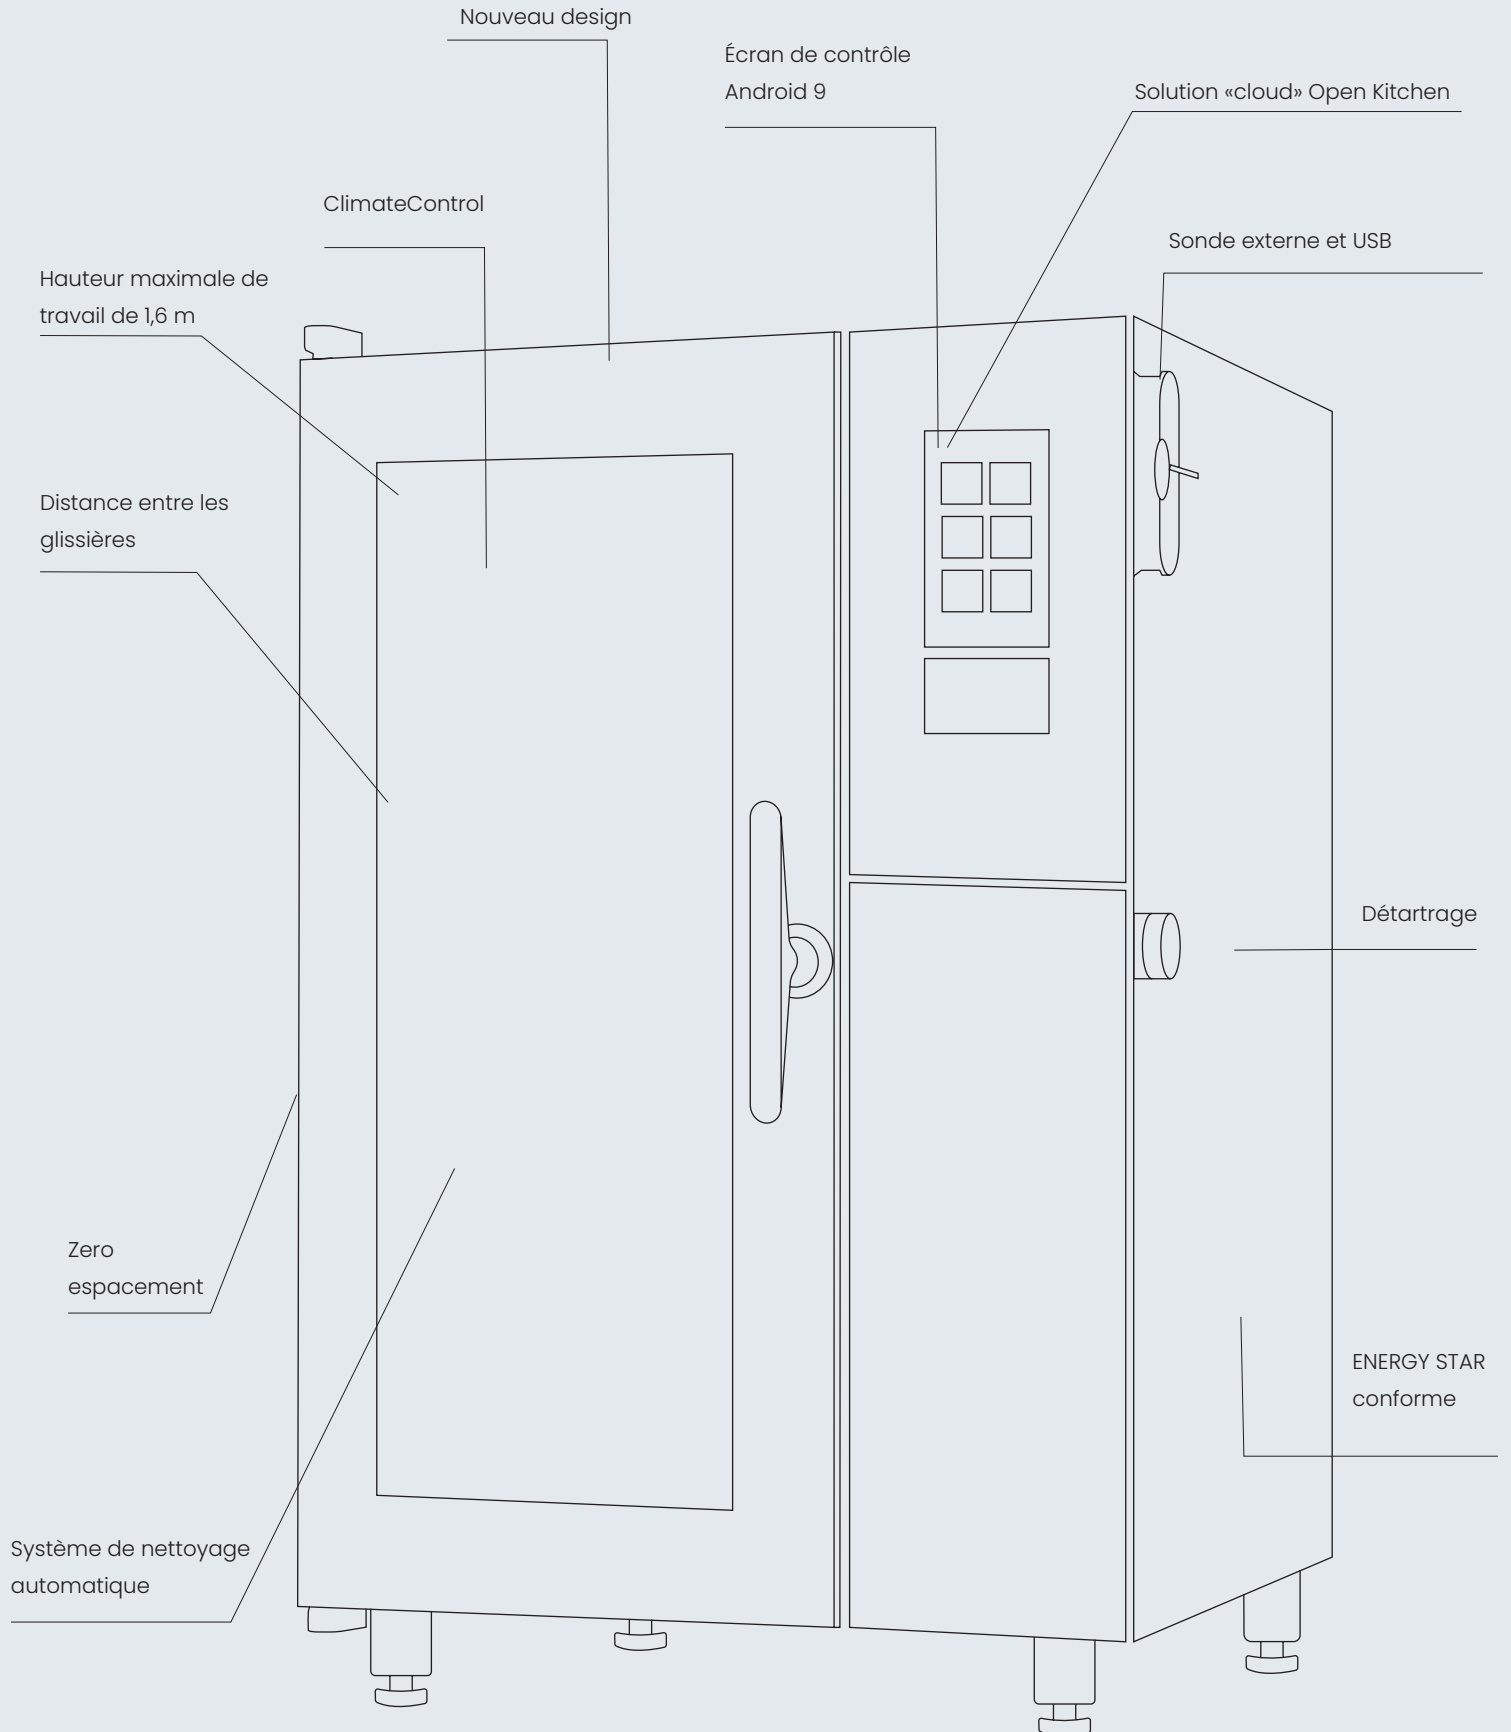 Nouveau design
Écran de contrôle
Android 9
Solution «cloud» Open Kitchen
ClimateControl
Sonde externe et USB
Hauteur maximale de
travail de 1,6 m
Distance entre les
glissières
Détartrage
Zero
espacement
ENERGY STAR
conforme
Système de nettoyage
automatique